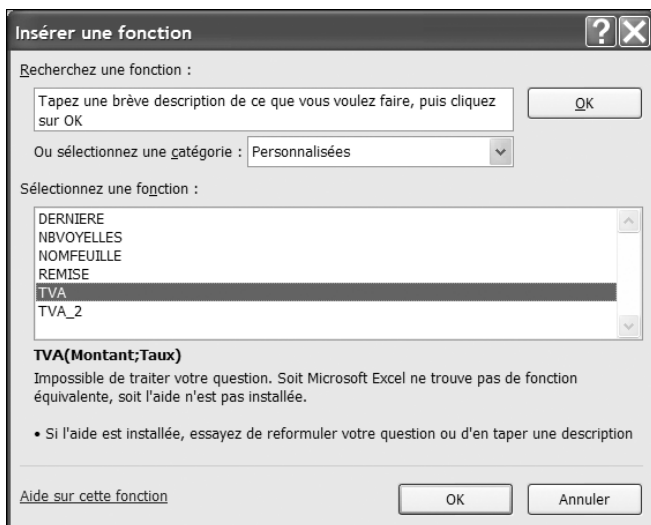 Insérer une fonction
Recherchez une fonction :
Tapez une brève description de ce que vous voulez faire, puis cliquez
sur OK
OK
Ou sélectionnez une catégorie : Personnalisées
Sélectionnez une fonction :
DERNIERE
NBVOYELLES
NOMFEUILLE
REMISE
TVA
TVA_2
TVA(Montant;Taux)
Impossible de traiter votre question. Soit Microsoft Excel ne trouve pas de fonction
équivalente, soit l'aide n'est pas installée.
• Si l'aide est installée, essayez de reformuler votre question ou d'en taper une description
Aide sur cette fonction
OK
Annuler